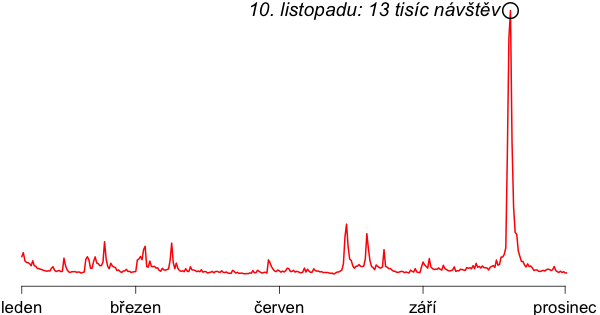 10. listopadu: 13 tisíc návštěv
leden březen červen září prosinec